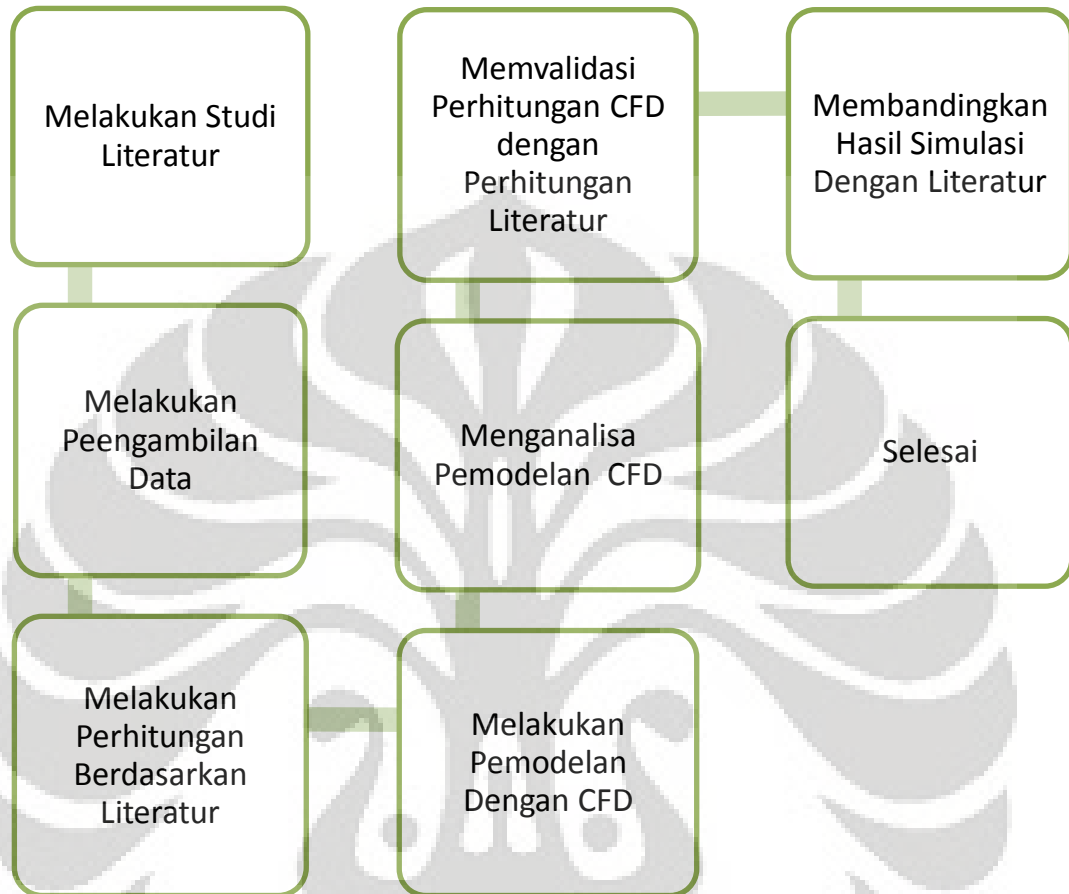 Melakukan Studi
Literatur
Melakukan
Peengambilan
Data
Melakukan
Perhitungan
Berdasarkan
Literatur
Melakukan
Pemodelan
Dengan CFD
Menganalisa
Pemodelan CFD
Memvalidasi
Perhitungan CFD
dengan
Perhitungan
Literatur
Membandingkan
Hasil Simulasi
Dengan Literatur
Selesai